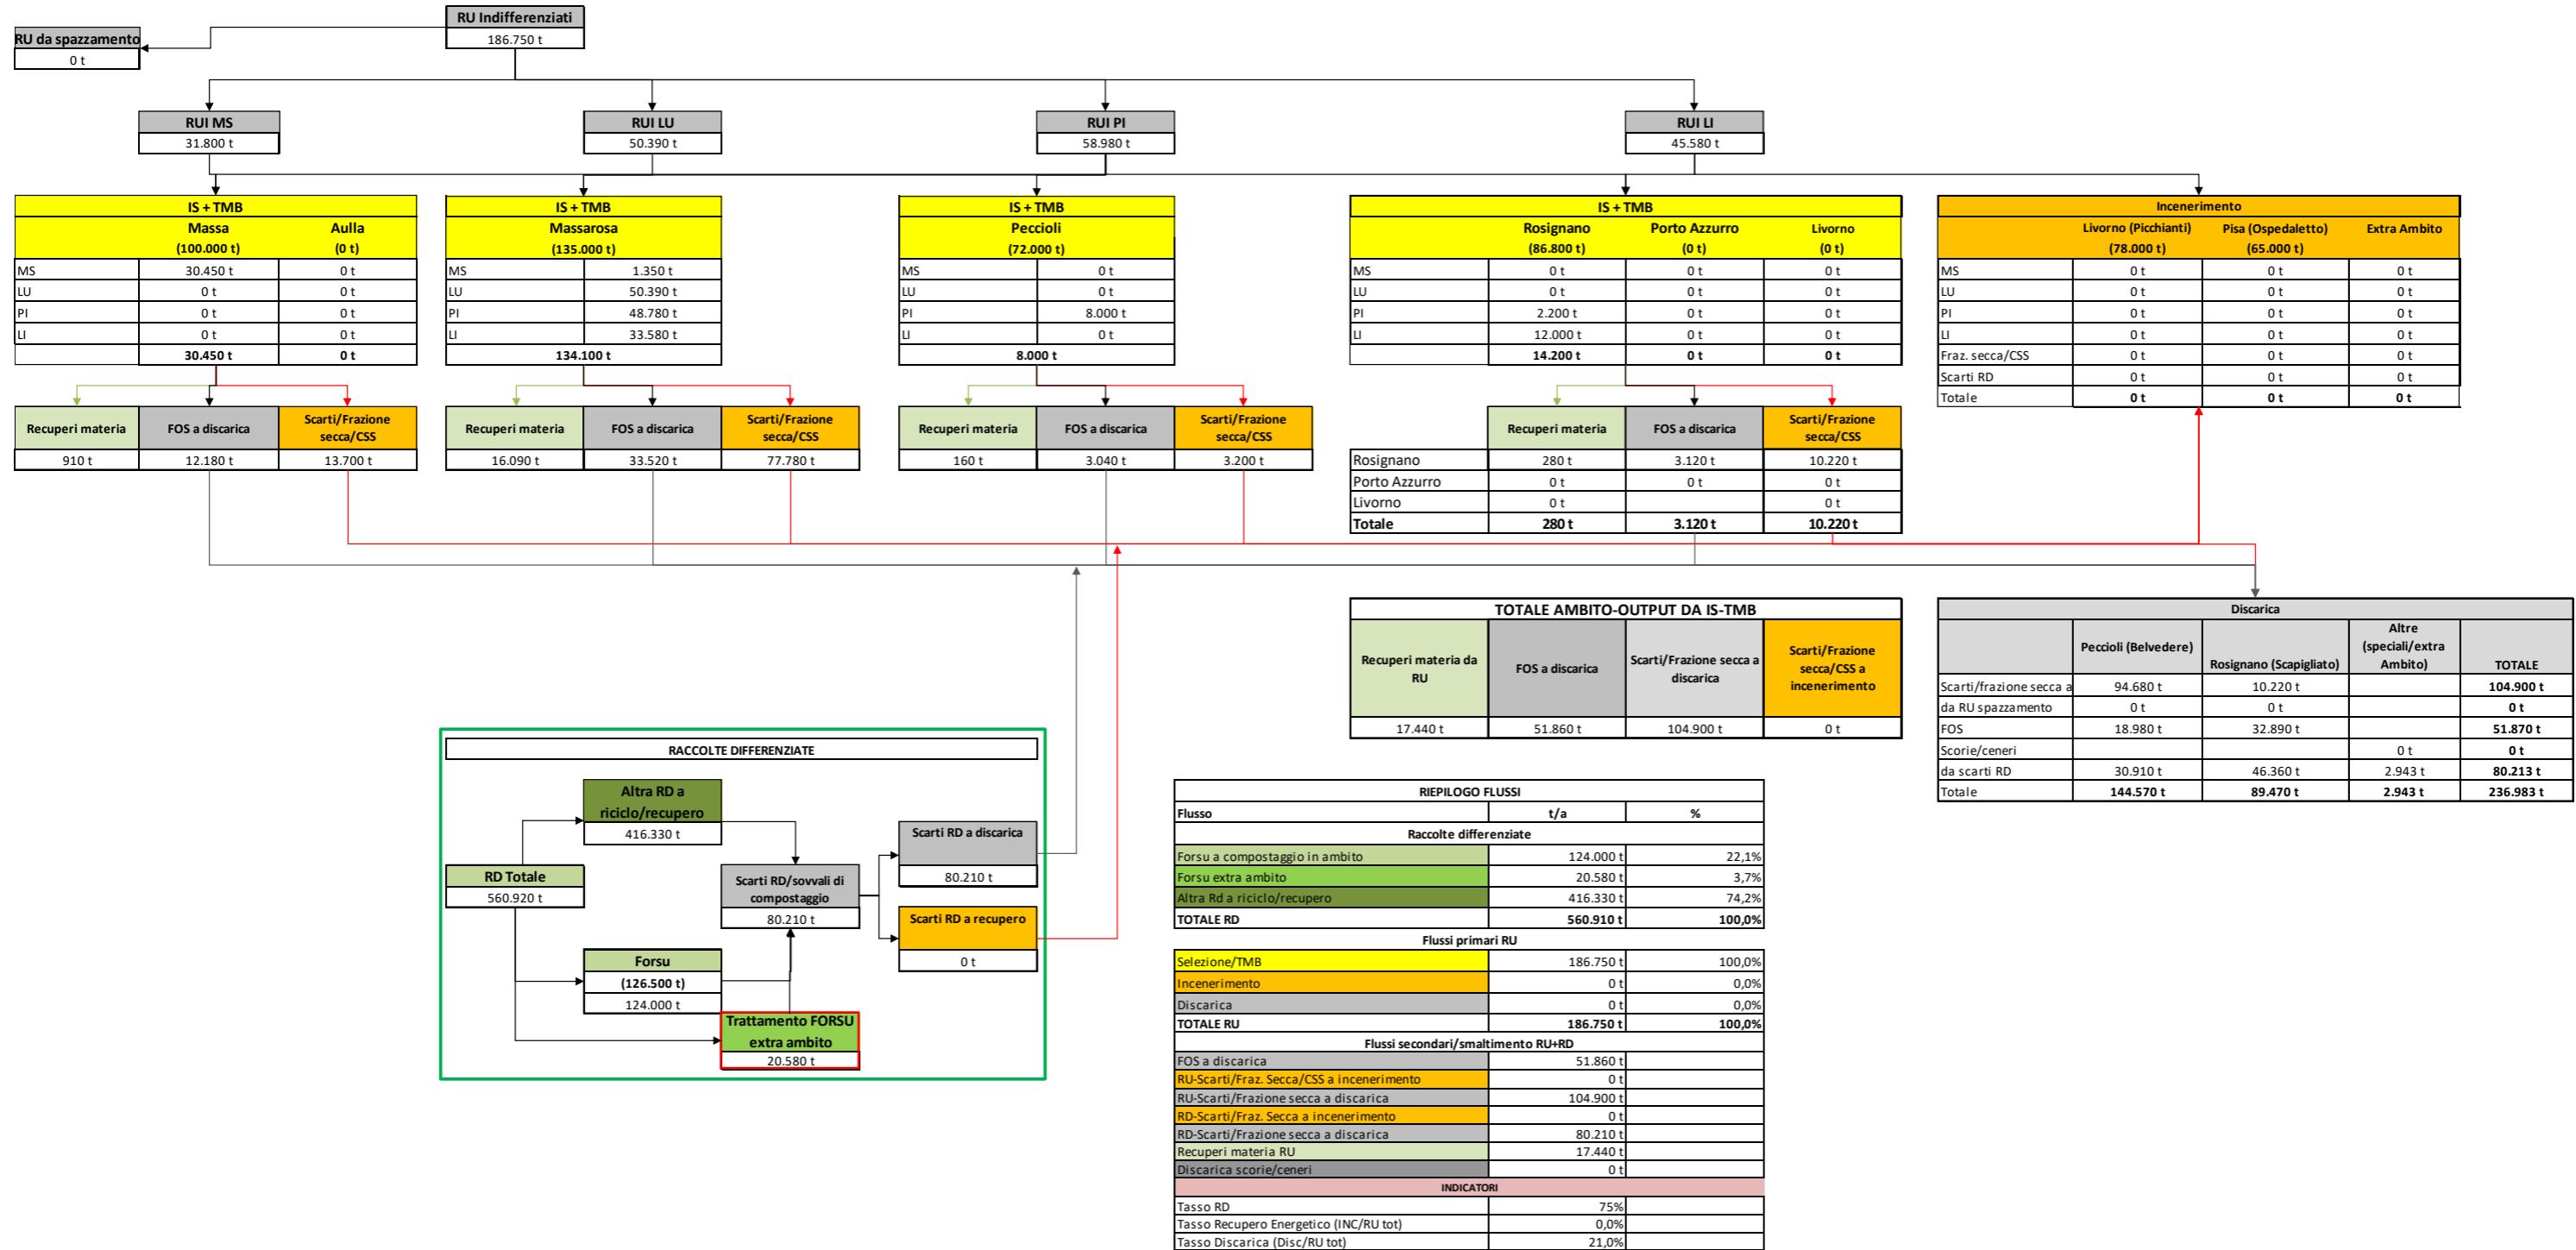 RU Indifferenziati
186.750 t
RU da spazzamento
0 t
RUI MS
31.800 t
RUI LU
50.390 t
RUI PI
58.980 t
RUI LI
45.580 t
IS + TMB
Massa Aulla
(100.000 t) (0 t)
MS 30.450 t 0 t
LU 0 t 0 t
PI 0 t 0 t
LI 0 t 0 t
30.450 t 0 t
IS + TMB
Massarosa
(135.000 t)
MS 1.350 t
LU 50.390 t
PI 48.780 t
LI 33.580 t
134.100 t
IS + TMB
Peccioli
(72.000 t)
MS 0 t
LU 0 t
PI 8.000 t
LI 0 t
8.000 t
IS + TMB
Rosignano Porto Azzurro Livorno
(86.800 t) (0 t) (0 t)
MS 0 t 0 t 0 t
LU 0 t 0 t 0 t
PI 2.200 t 0 t 0 t
LI 12.000 t 0 t 0 t
14.200 t 0 t 0 t
Incenerimento
Livorno (Picchianti) Pisa (Ospedaletto) Extra Ambito
(78.000 t) (65.000 t)
MS 0 t 0 t 0 t
LU 0 t 0 t 0 t
PI 0 t 0 t 0 t
LI 0 t 0 t 0 t
Fraz. secca/CSS 0 t 0 t 0 t
Scarti RD 0 t 0 t 0 t
Totale 0 t 0 t 0 t
Recuperi materia FOS a discarica Scarti/Frazione
secca/CSS
910 t 12.180 t 13.700 t
Recuperi materia FOS a discarica Scarti/Frazione
secca/CSS
16.090 t 33.520 t 77.780 t
Recuperi materia FOS a discarica Scarti/Frazione
secca/CSS
160 t 3.040 t 3.200 t
Recuperi materia FOS a discarica Scarti/Frazione
secca/CSS
Rosignano 280 t 3.120 t 10.220 t
Porto Azzurro 0 t 0 t 0 t
Livorno 0 t 0 t
Totale 280 t 3.120 t 10.220 t
TOTALE AMBITO-OUTPUT DA IS-TMB
Recuperi materia da
RU
FOS a discarica
Scarti/Frazione secca a
discarica
Scarti/Frazione
secca/CSS a
incenerimento
17.440 t 51.860 t 104.900 t 0 t
Discarica
Peccioli (Belvedere) Rosignano (Scapigliato) Altre
(speciali/extra
Ambito) TOTALE
Scarti/frazione secca a 94.680 t 10.220 t 104.900 t
da RU spazzamento 0 t 0 t 0 t
FOS 18.980 t 32.890 t 51.870 t
Scorie/ceneri 0 t 0 t
da scarti RD 30.910 t 46.360 t 2.943 t 80.213 t
Totale 144.570 t 89.470 t 2.943 t 236.983 t
RACCOLTE DIFFERENZIATE
Altra RD a
riciclo/recupero
416.330 t
RD Totale
560.920 t
Scarti RD/sovvali di
compostaggio
80.210 t
Scarti RD a discarica
80.210 t
Scarti RD a recupero
0 t
Forsu
(126.500 t)
124.000 t
Trattamento FORSU
extra ambito
20.580 t
RIEPILOGO FLUSSI
Flusso t/a %
Raccolte differenziate
Forsu a compostaggio in ambito 124.000 t 22,1%
Forsu extra ambito 20.580 t 3,7%
Altra Rd a riciclo/recupero 416.330 t 74,2%
TOTALE RD 560.910 t 100,0%
Flussi primari RU
Selezione/TMB 186.750 t 100,0%
Incenerimento 0 t 0,0%
Discarica 0 t 0,0%
TOTALE RU 186.750 t 100,0%
Flussi secondari/smaltimento RU+RD
FOS a discarica 51.860 t
RU-Scarti/Fraz. Secca/CSS a incenerimento 0 t
RU-Scarti/Frazione secca a discarica 104.900 t
RD-Scarti/Fraz. Secca a incenerimento 0 t
RD-Scarti/Frazione secca a discarica 80.210 t
Recuperi materia RU 17.440 t
Discarica scorie/ceneri 0 t
INDICATORI
Tasso RD 75%
Tasso Recupero Energetico (INC/RU tot) 0,0%
Tasso Discarica (Disc/RU tot) 21,0%